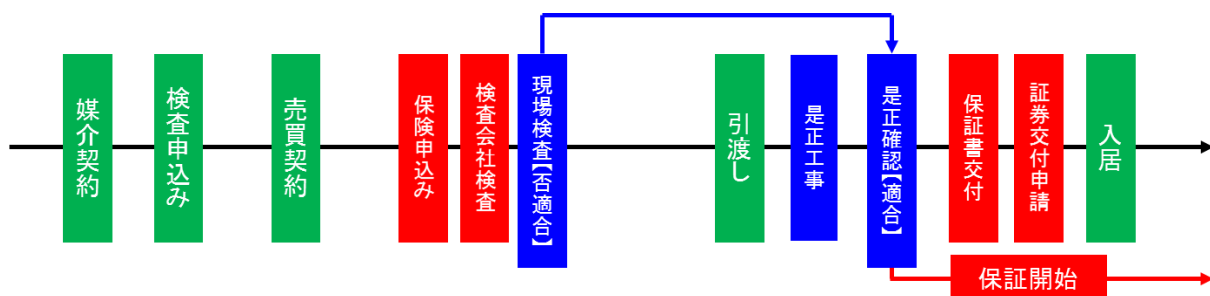 媒介契約
検査申込み
売買契約
保険申込み
検査会社検査
現場検査【否適合】
引渡し
是正工事
是正確認【適合】
保証書交付
証券交付申請
入居
保証開始